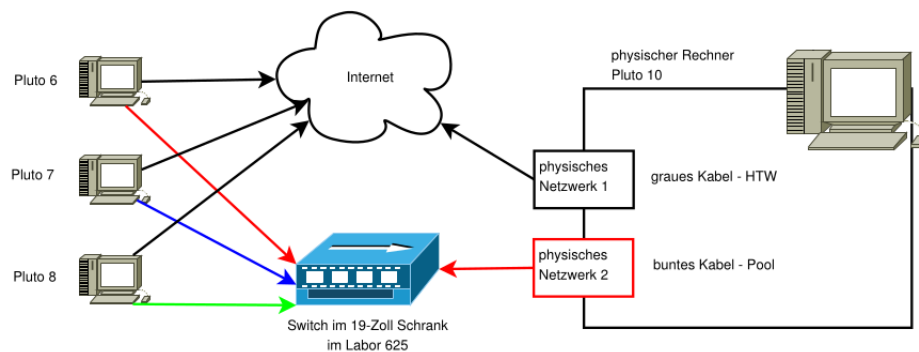 Pluto 6
Internet
physischer Rechner
Pluto 10
Pluto 7
physisches
Netzwerk 1
graues Kabel - HTW
Pluto 8
physisches
Netzwerk 2
buntes Kabel - Pool
Switch im 19-Zoll Schrank
im Labor 625